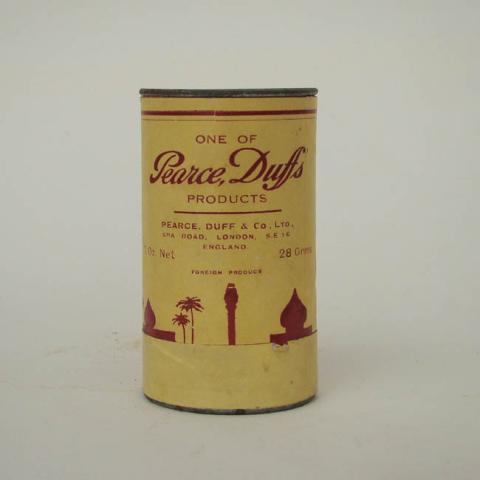 ONE OF
Pearce, Duff's
PRODUCTS
PEARCE, DUFF & Co., LTD.,
SPA ROAD, LONDON, S.E 16
ENGLAND.
Oz Net 28 Grms
FOREIGN PRODUCE